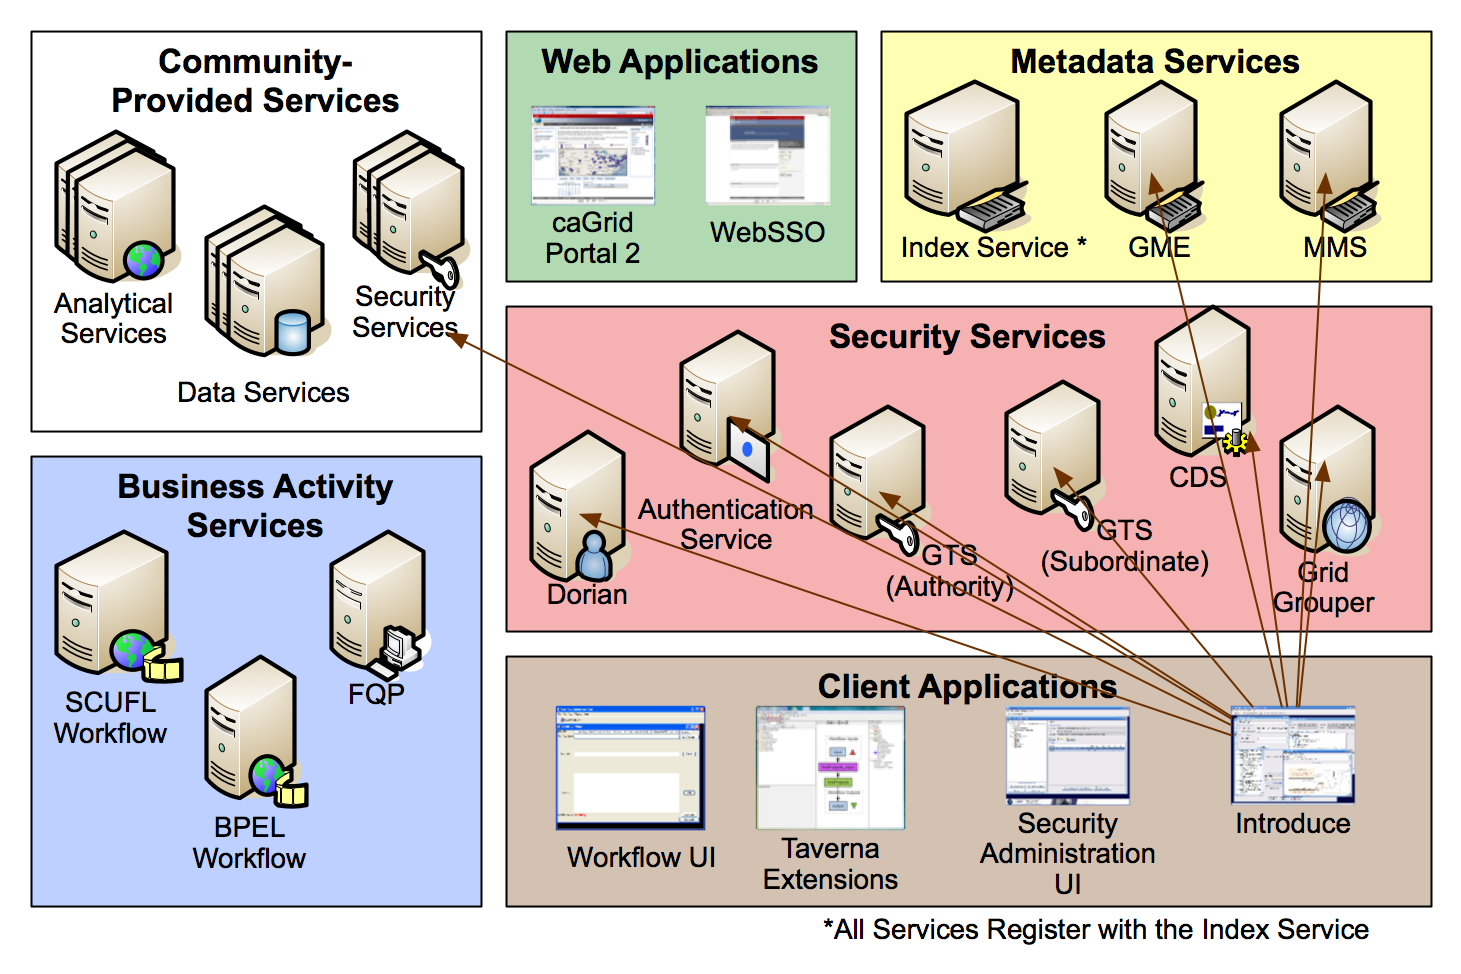 Community-
Provided Services
Analytical
Services
Data Services
Security
Services
Web Applications
caGrid
Portal 2
WebSSO
Metadata Services
Index Service *
GME
MMS
Security Services
Dorian
Authentication
Service
GTS
(Authority)
GTS
(Subordinate)
CDS
Grid
Grouper
Business Activity
Services
SCUFL
Workflow
BPEL
Workflow
FQP
Client Applications
Workflow UI
Taverna
Extensions
Security
Administration
UI
Introduce
*All Services Register with the Index Service